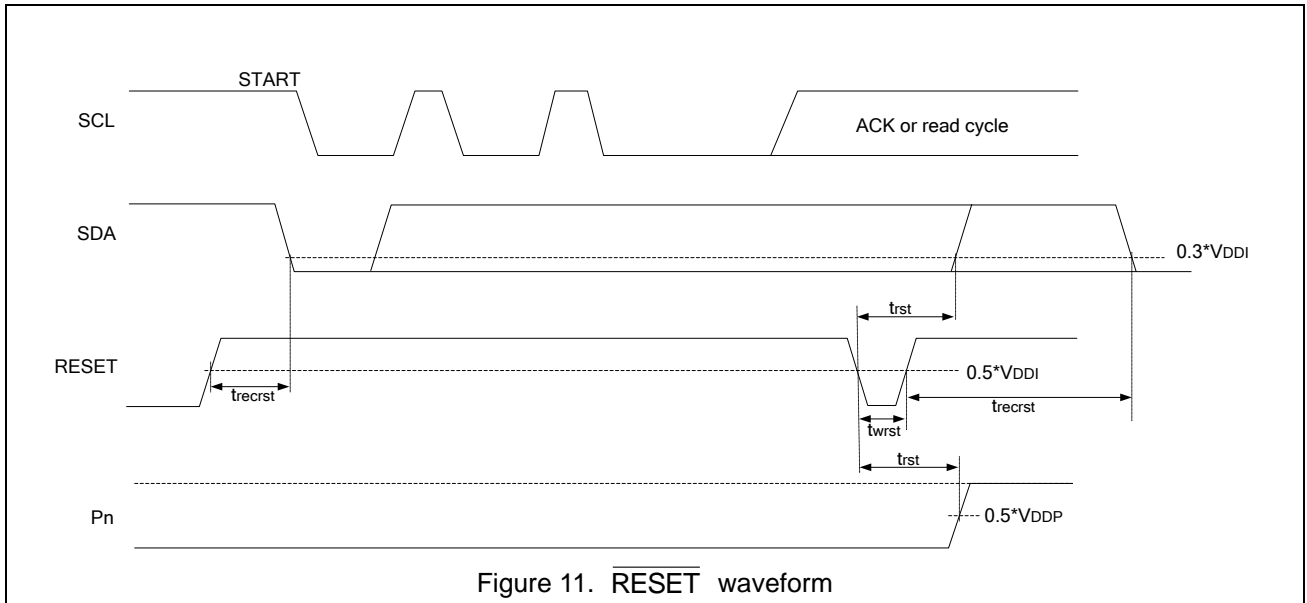 START
SCL
ACK or read cycle
SDA
0.3*VDDI
trst
RESET
0.5*VDDI
trecrst
trecrst
twrst
trst
Pn
0.5*VDDP
Figure 11. RESET waveform